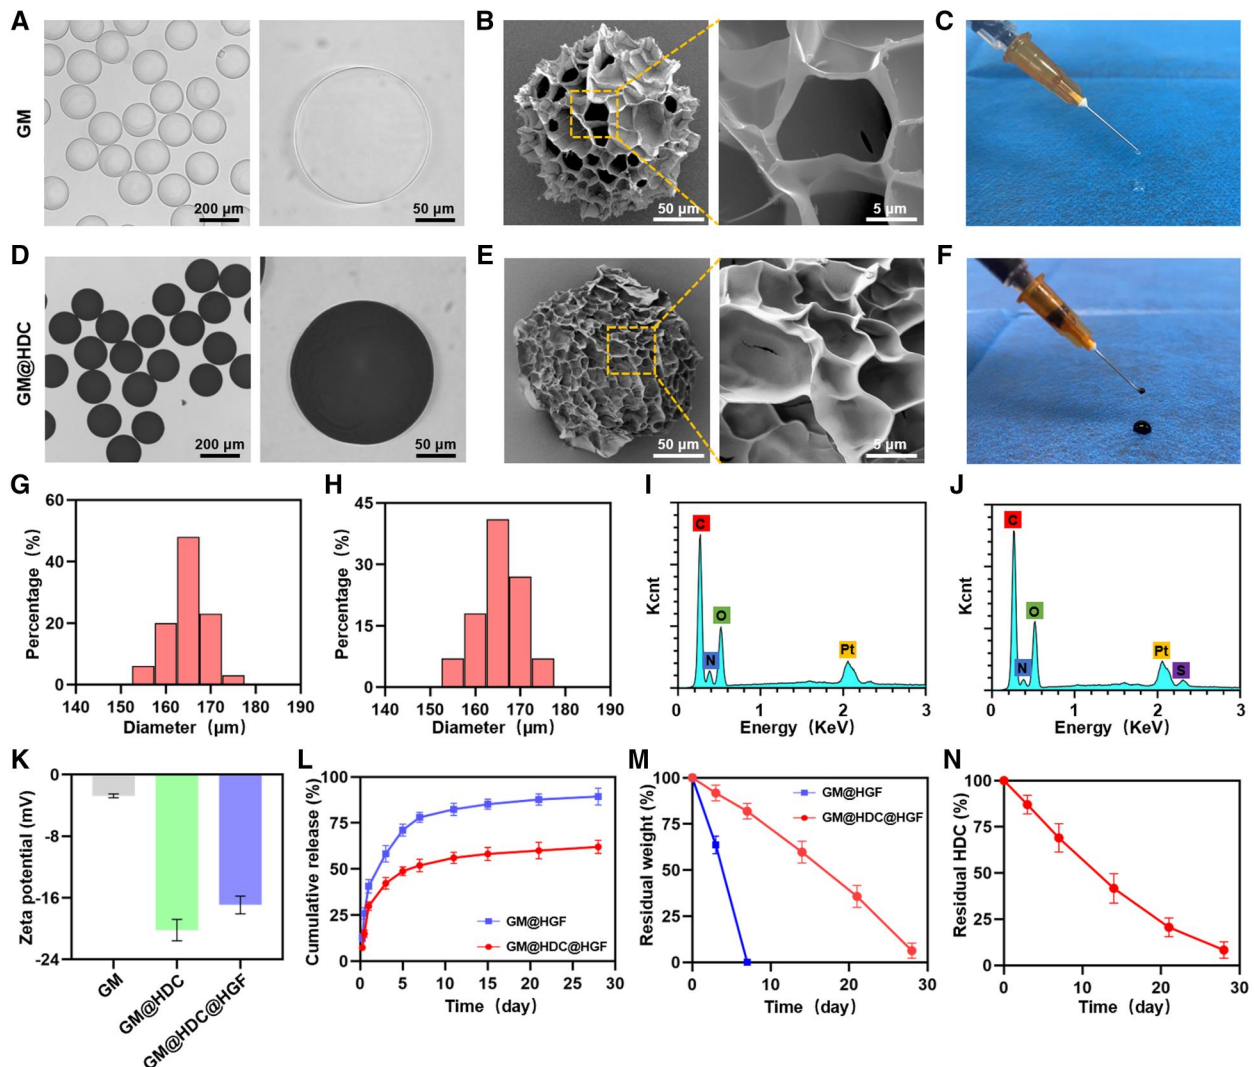 A
B
C
GM
200 μm
50 μm
50 μm
5 μm
D
E
F
GM@HDC
200 μm
50 μm
50 μm
5 μm
G
H
I
J
Percentage (%)
60
40
20
0
140 150 160 170 180 190
Diameter (μm)
Percentage (%)
45
30
15
0
140 150 160 170 180 190
Diameter (μm)
Kcnt
C
N
O
Pt
0 1 2 3
Energy (KeV)
Kcnt
C
N
O
Pt
S
0 1 2 3
Energy (KeV)
K
L
M
N
Zeta potential (mV)
0
-8
-16
-24
GM
GM@HDC
GM@HDC@HGF
Cumulative release (%)
100
75
50
25
0
GM@HGF
GM@HDC@HGF
0 5 10 15 20 25 30
Time (day)
Residual weight (%)
100
75
50
25
0
GM@HGF
GM@HDC@HGF
0 10 20 30
Time (day)
Residual HDC (%)
100
75
50
25
0
0 10 20 30
Time (day)